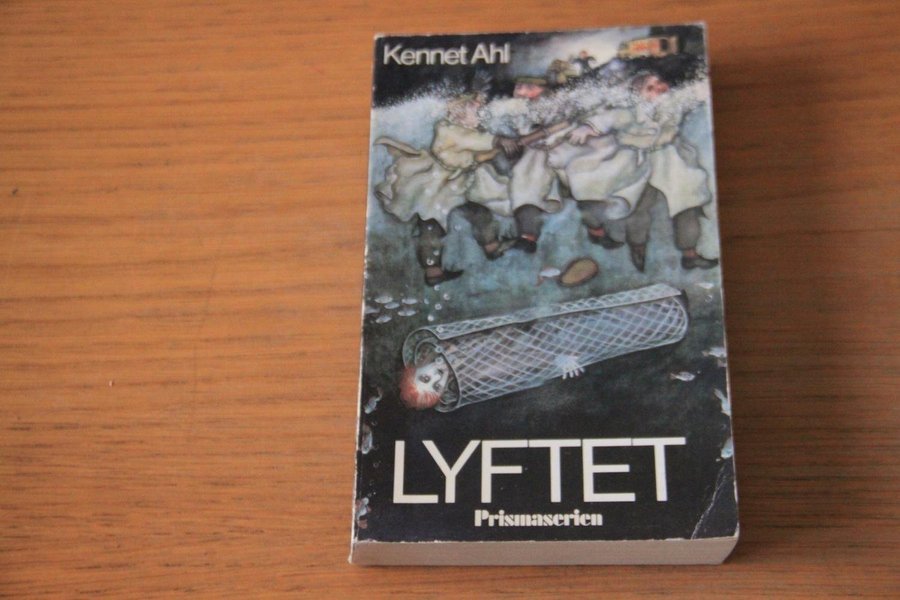 Kennet Ahl
LYFTET
Prismaserien